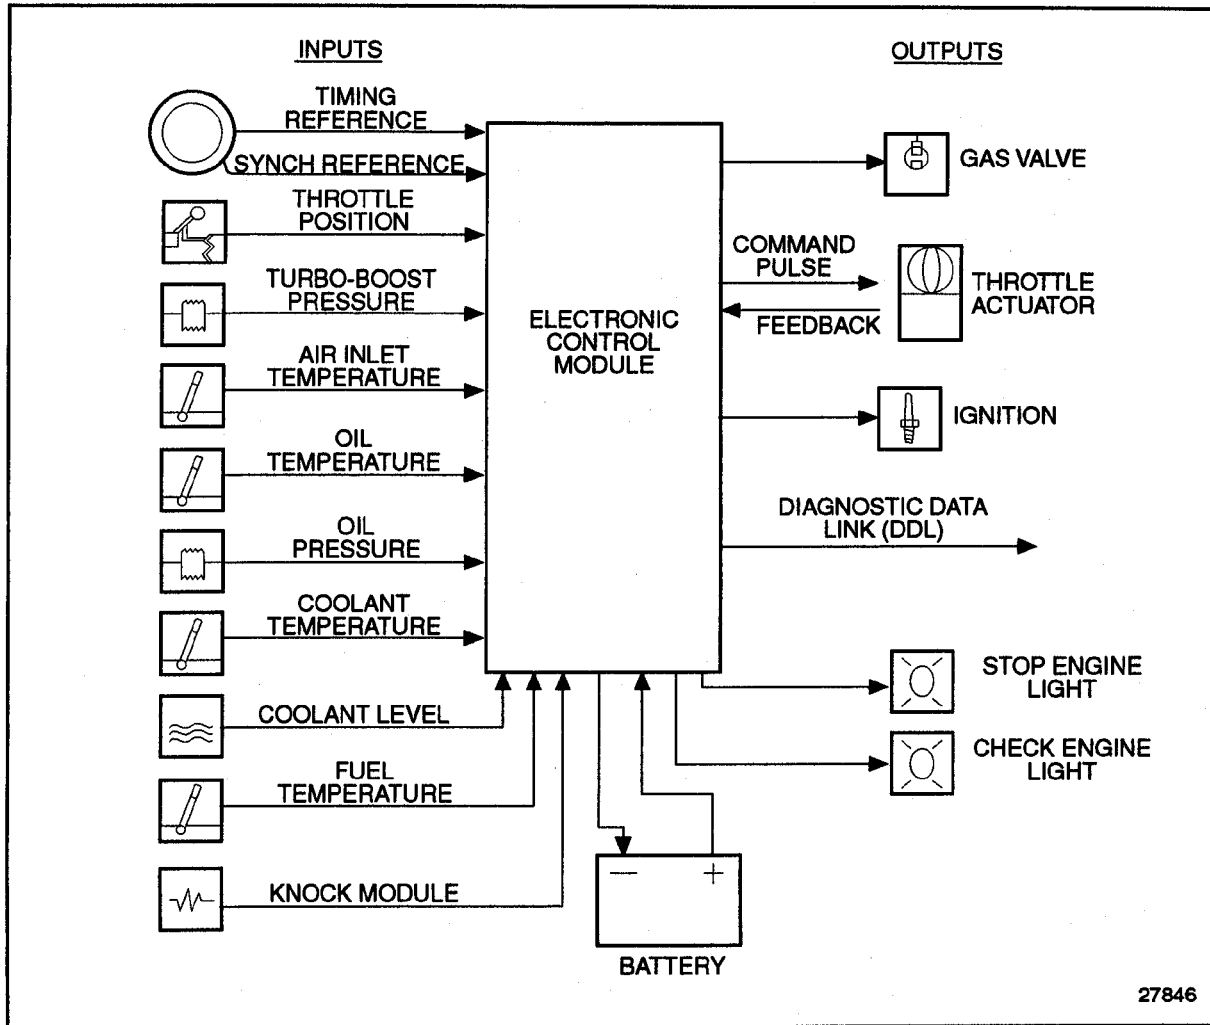 INPUTS
OUTPUTS
TIMING
REFERENCE
SYNCH REFERENCE
THROTTLE
POSITION
TURBO-BOOST
PRESSURE
AIR INLET
TEMPERATURE
OIL
TEMPERATURE
OIL
PRESSURE
COOLANT
TEMPERATURE
COOLANT LEVEL
FUEL
TEMPERATURE
KNOCK MODULE
ELECTRONIC
CONTROL
MODULE
GAS VALVE
COMMAND
PULSE
FEEDBACK
THROTTLE
ACTUATOR
IGNITION
DIAGNOSTIC DATA
LINK (DDL)
STOP ENGINE
LIGHT
CHECK ENGINE
LIGHT
— +
BATTERY
27846